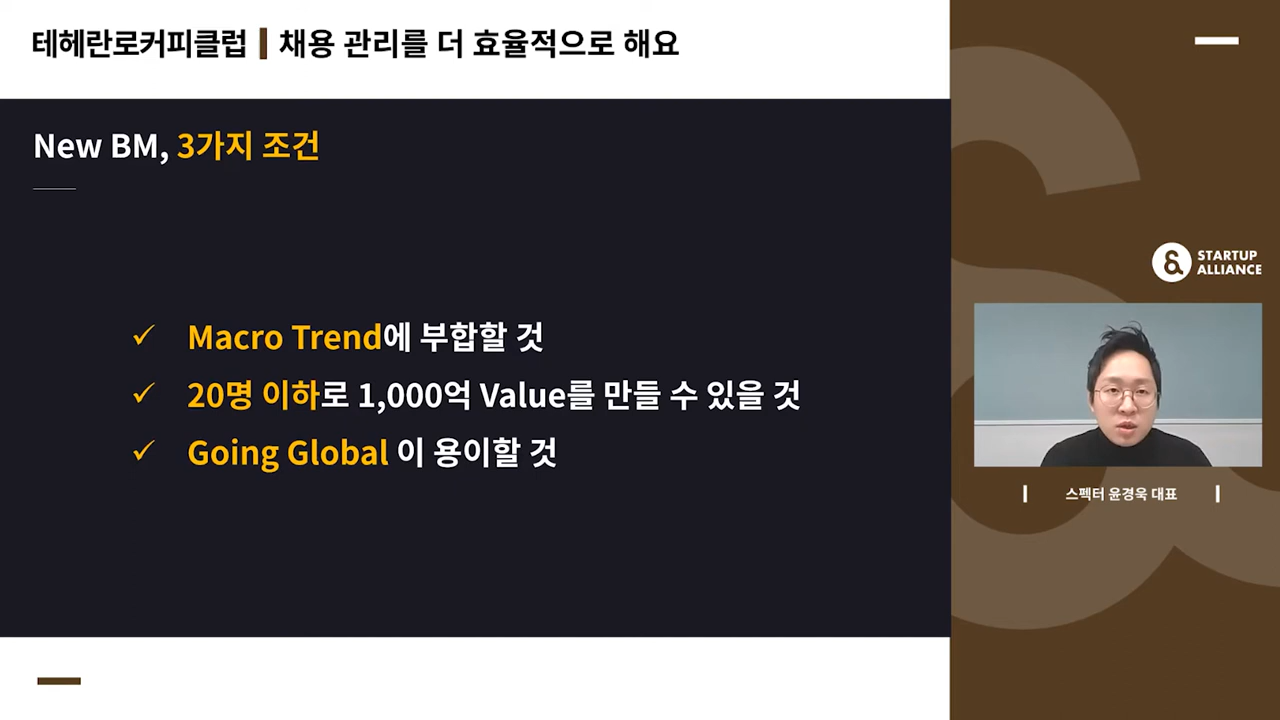 테헤란로커피클럽 | 채용 관리를 더 효율적으로 해요
New BM, 3가지 조건
✓ Macro Trend에 부합할 것
✓ 20명 이하로 1,000억 Value를 만들 수 있을 것
✓ Going Global 이 용이할 것
STARTUP
ALLIANCE
스펙터 윤경욱 대표